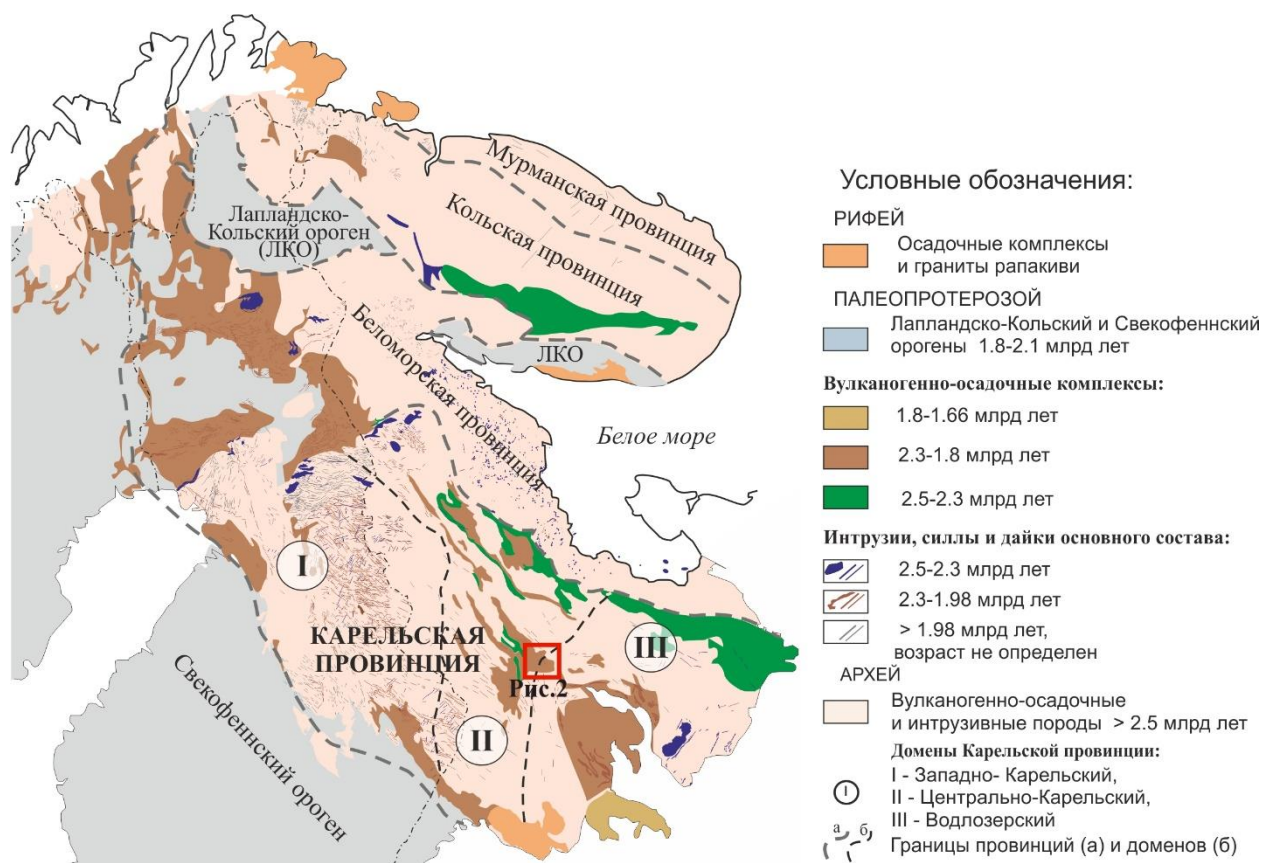 Мурманская провинция
Кольская провинция
Лапландско-
Кольский ороген
(ЛКО)
Беломорская провинция
ЛКО
Белое море
I
КАРЕЛЬСКАЯ
ПРОВИНЦИЯ
III
Рис.2
II
Свекофеннский ороген
Условные обозначения:
РИФЕЙ
Осадочные комплексы
и граниты рапакиви
ПАЛЕОПРОТЕРОЗОЙ
Лапландско-Кольский и Свекофеннский
орогены 1.8-2.1 млрд лет
Вулканогенно-осадочные комплексы:
1.8-1.66 млрд лет
2.3-1.8 млрд лет
2.5-2.3 млрд лет
Интрузии, силлы и дайки основного состава:
2.5-2.3 млрд лет
2.3-1.98 млрд лет
> 1.98 млрд лет,
возраст не определен
АРХЕЙ
Вулканогенно-осадочные
и интрузивные породы > 2.5 млрд лет
Домены Карельской провинции:
I
I - Западно- Карельский,
II - Центрально-Карельский,
III - Водлозерский
а б
Границы провинций (а) и доменов (б)